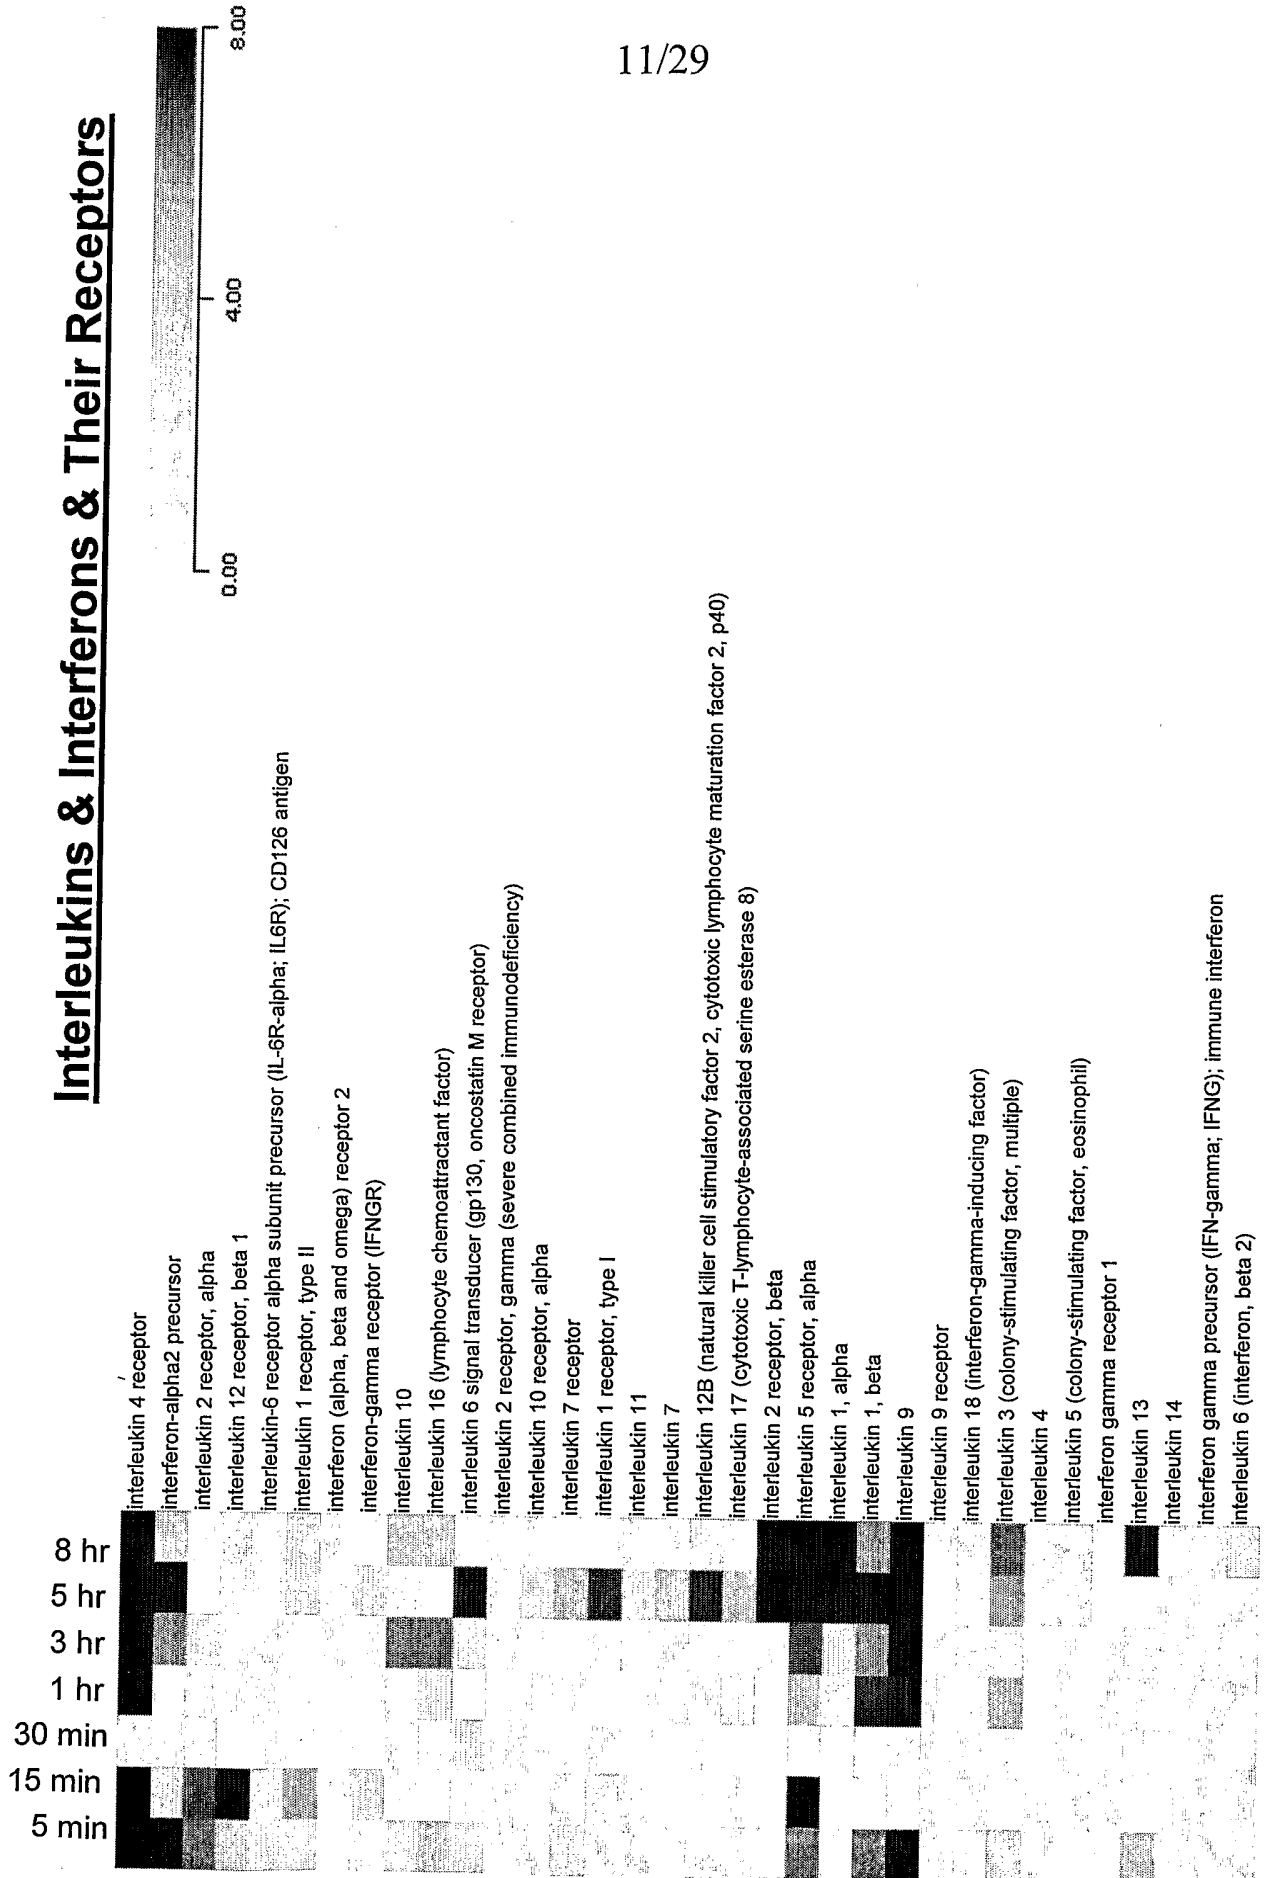 11/29
Interleukins & Interferons & Their Receptors
0.00
4.00
8.00
5 min
15 min
30 min
1 hr
3 hr
5 hr
8 hr
interleukin 4 receptor
interferon-alpha2 precursor
interleukin 2 receptor, alpha
interleukin 12 receptor, beta 1
interleukin-6 receptor alpha subunit precursor (IL-6R-alpha; IL6R); CD126 antigen
interleukin 1 receptor, type II
interferon (alpha, beta and omega) receptor 2
interferon-gamma receptor (IFNGR)
interleukin 10
interleukin 16 (lymphocyte chemoattractant factor)
interleukin 6 signal transducer (gp130, oncostatin M receptor)
interleukin 2 receptor, gamma (severe combined immunodeficiency)
interleukin 10 receptor, alpha
interleukin 7 receptor
interleukin 1 receptor, type I
interleukin 11
interleukin 7
interleukin 12B (natural killer cell stimulatory factor 2, cytotoxic lymphocyte maturation factor 2, p40)
interleukin 17 (cytotoxic T-lymphocyte-associated serine esterase 8)
interleukin 2 receptor, beta
interleukin 5 receptor, alpha
interleukin 1, alpha
interleukin 1, beta
interleukin 9
interleukin 9 receptor
interleukin 18 (interferon-gamma-inducing factor)
interleukin 3 (colony-stimulating factor, multiple)
interleukin 4
interleukin 5 (colony-stimulating factor, eosinophil)
interferon gamma receptor 1
interleukin 13
interleukin 14
interferon gamma precursor (IFN-gamma; IFNG); immune interferon
interleukin 6 (interferon, beta 2)